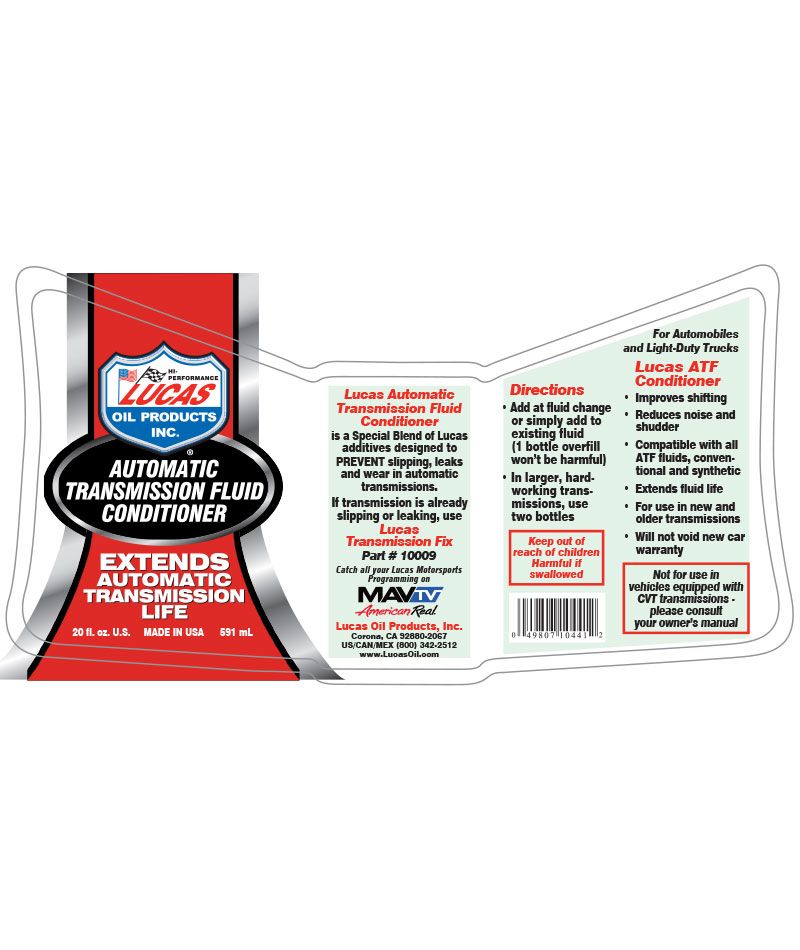 HI-
PERFORMANCE
LUCAS
OIL PRODUCTS
INC.
®
AUTOMATIC
TRANSMISSION FLUID
CONDITIONER
EXTENDS
AUTOMATIC
TRANSMISSION
LIFE
20 fl. oz. U.S. MADE IN USA 591 mL
Lucas Automatic
Transmission Fluid
Conditioner
is a Special Blend of Lucas
additives designed to
PREVENT slipping, leaks
and wear in automatic
transmissions.
If transmission is already
slipping or leaking, use
Lucas
Transmission Fix
Part # 10009
Catch all your Lucas Motorsports
Programming on
MAVTV
American Real.
Lucas Oil Products, Inc.
Corona, CA 92880-2067
US/CAN/MEX (800) 342-2512
www.LucasOil.com
Directions
• Add at fluid change
or simply add to
existing fluid
(1 bottle overfill
won't be harmful)
• In larger, hard-
working trans-
missions, use
two bottles
Keep out of
reach of children
Harmful if
swallowed
0 49807 10441 2
For Automobiles
and Light-Duty Trucks
Lucas ATF
Conditioner
• Improves shifting
• Reduces noise and
shudder
• Compatible with all
ATF fluids, conven-
tional and synthetic
• Extends fluid life
• For use in new and
older transmissions
• Will not void new car
warranty
Not for use in
vehicles equipped with
CVT transmissions -
please consult
your owner's manual